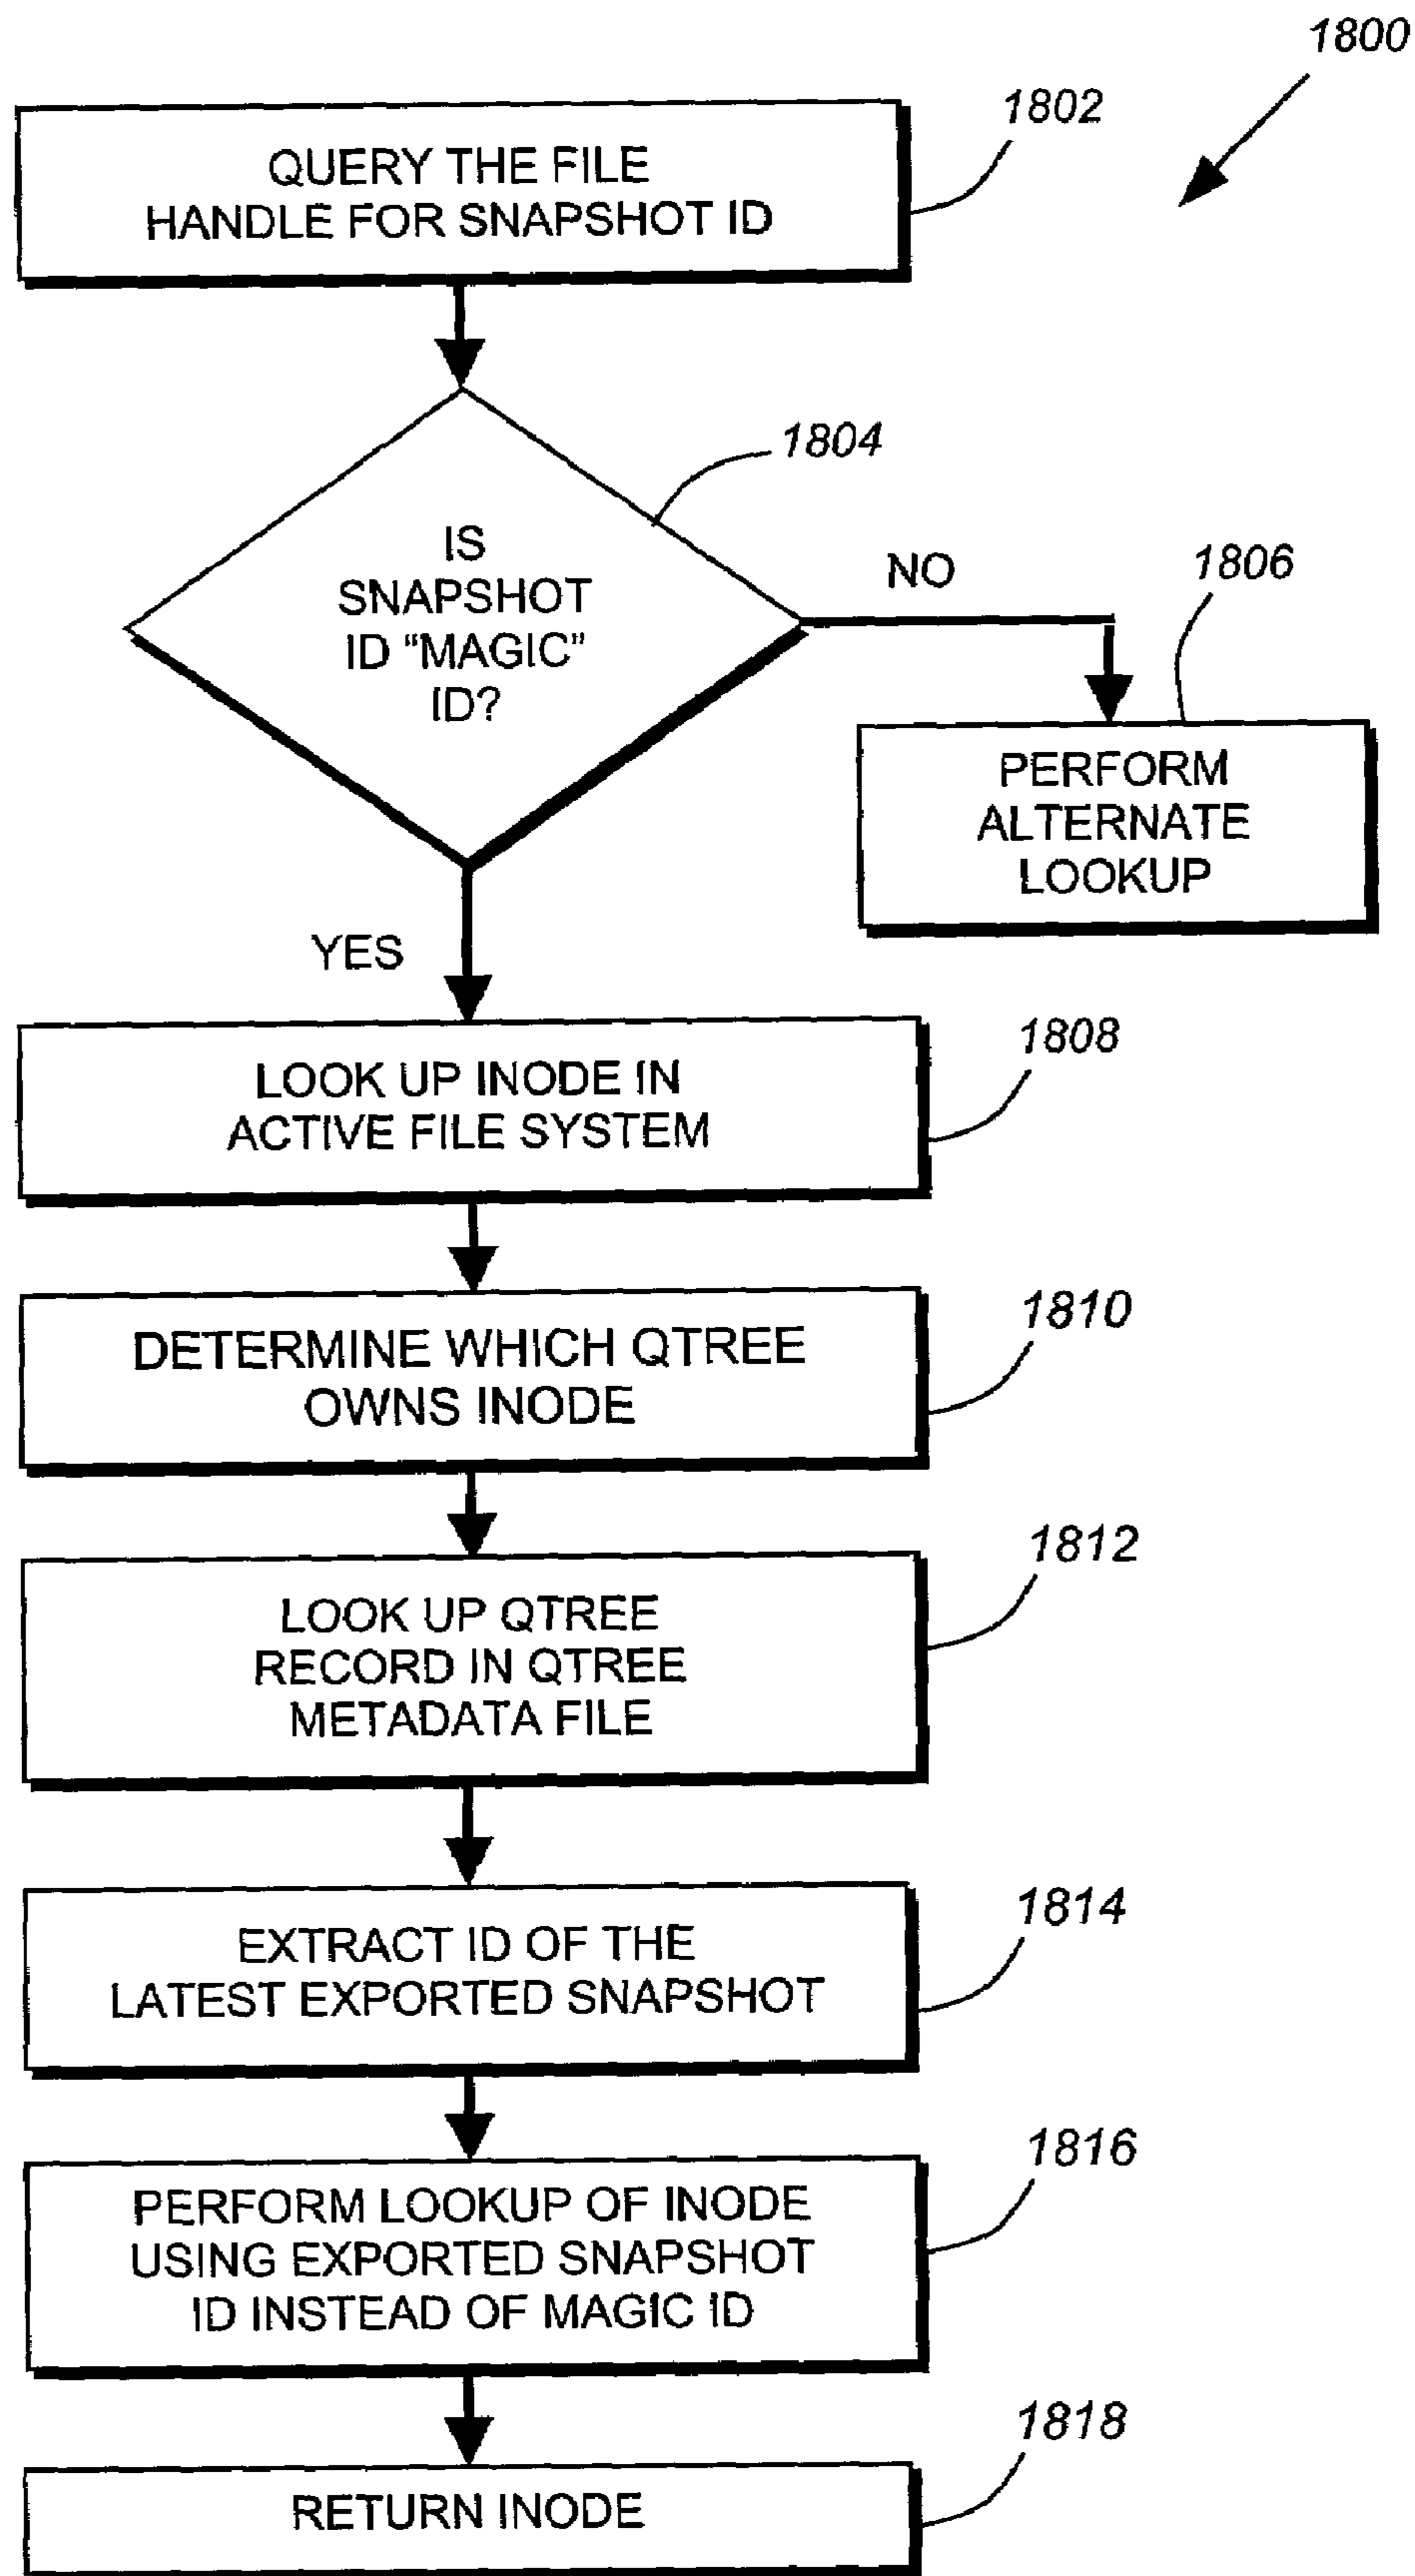 1800
1802
QUERY THE FILE
HANDLE FOR SNAPSHOT ID
1804
IS
SNAPSHOT
ID “MAGIC”
ID?
NO
1806
PERFORM
ALTERNATE
LOOKUP
YES
1808
LOOK UP INODE IN
ACTIVE FILE SYSTEM
1810
DETERMINE WHICH QTREE
OWNS INODE
1812
LOOK UP QTREE
RECORD IN QTREE
METADATA FILE
1814
EXTRACT ID OF THE
LATEST EXPORTED SNAPSHOT
1816
PERFORM LOOKUP OF INODE
USING EXPORTED SNAPSHOT
ID INSTEAD OF MAGIC ID
1818
RETURN INODE